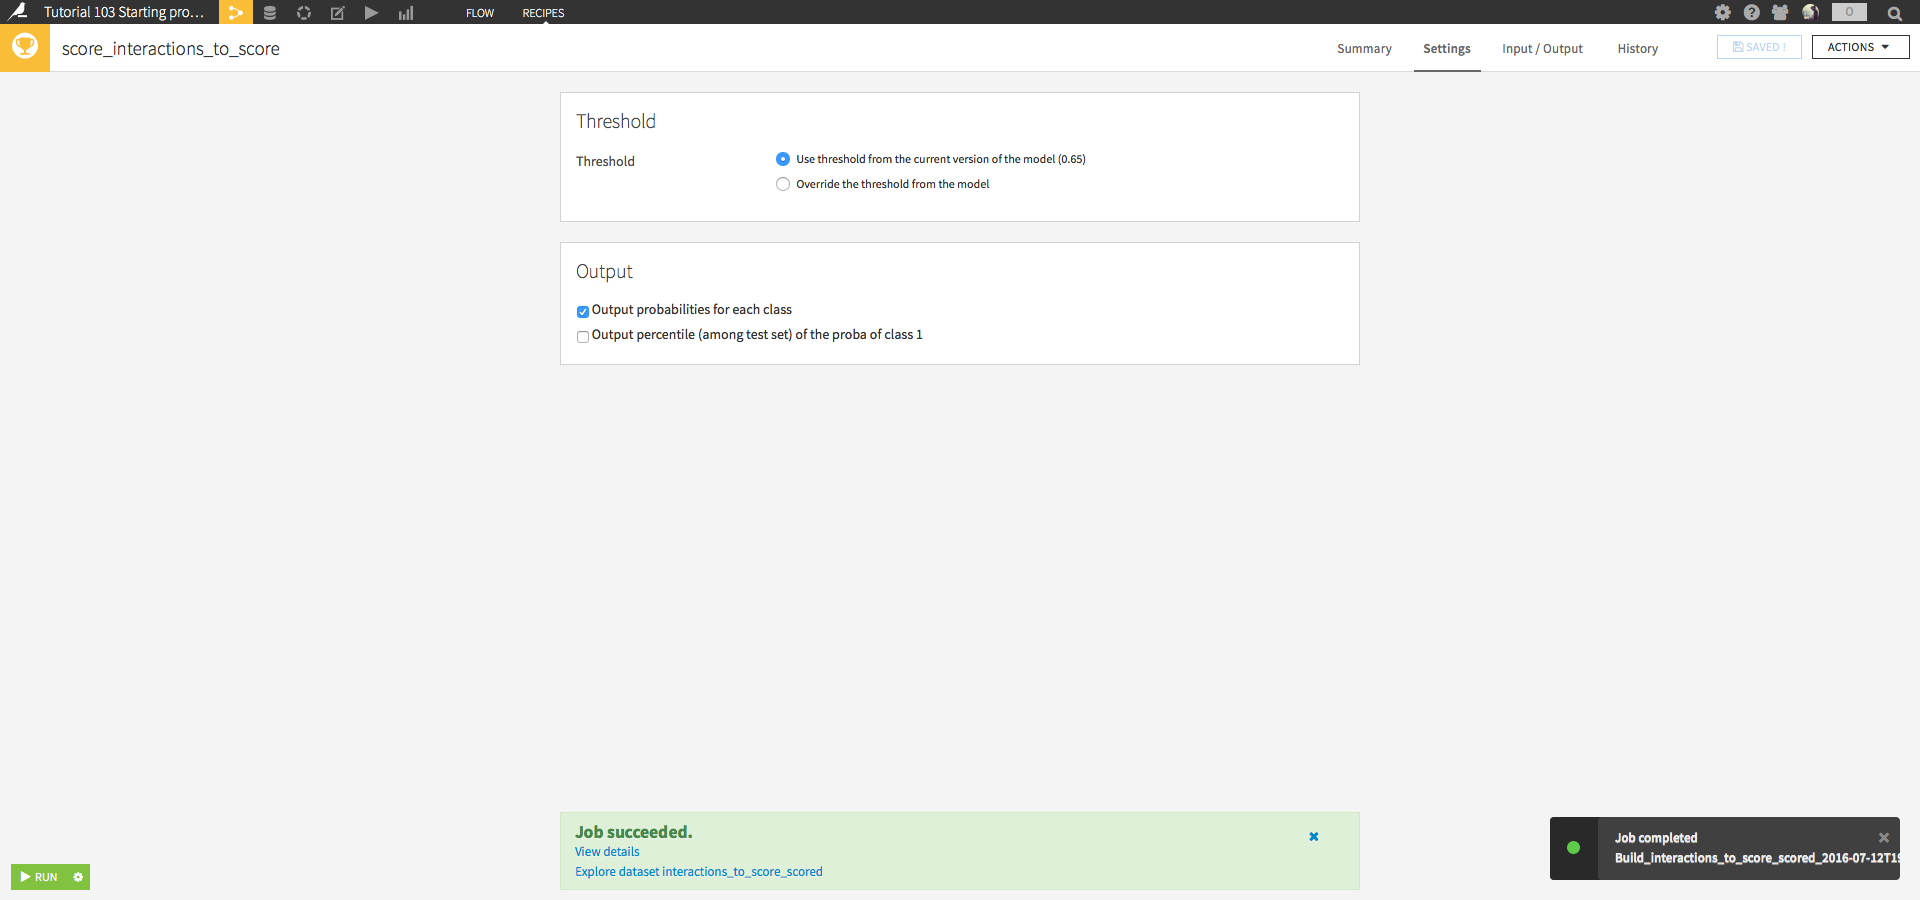 Tutorial 103 Starting pro...
FLOW
RECIPES
0
score_interactions_to_score
Summary
Settings
Input / Output
History
SAVED !
ACTIONS
Threshold
Threshold
Use threshold from the current version of the model (0.65)
Override the threshold from the model
Output
Output probabilities for each class
Output percentile (among test set) of the proba of class 1
Job succeeded.
View details
Explore dataset interactions_to_score_scored
Job completed
Build_interactions_to_score_scored_2016-07-12T19
RUN